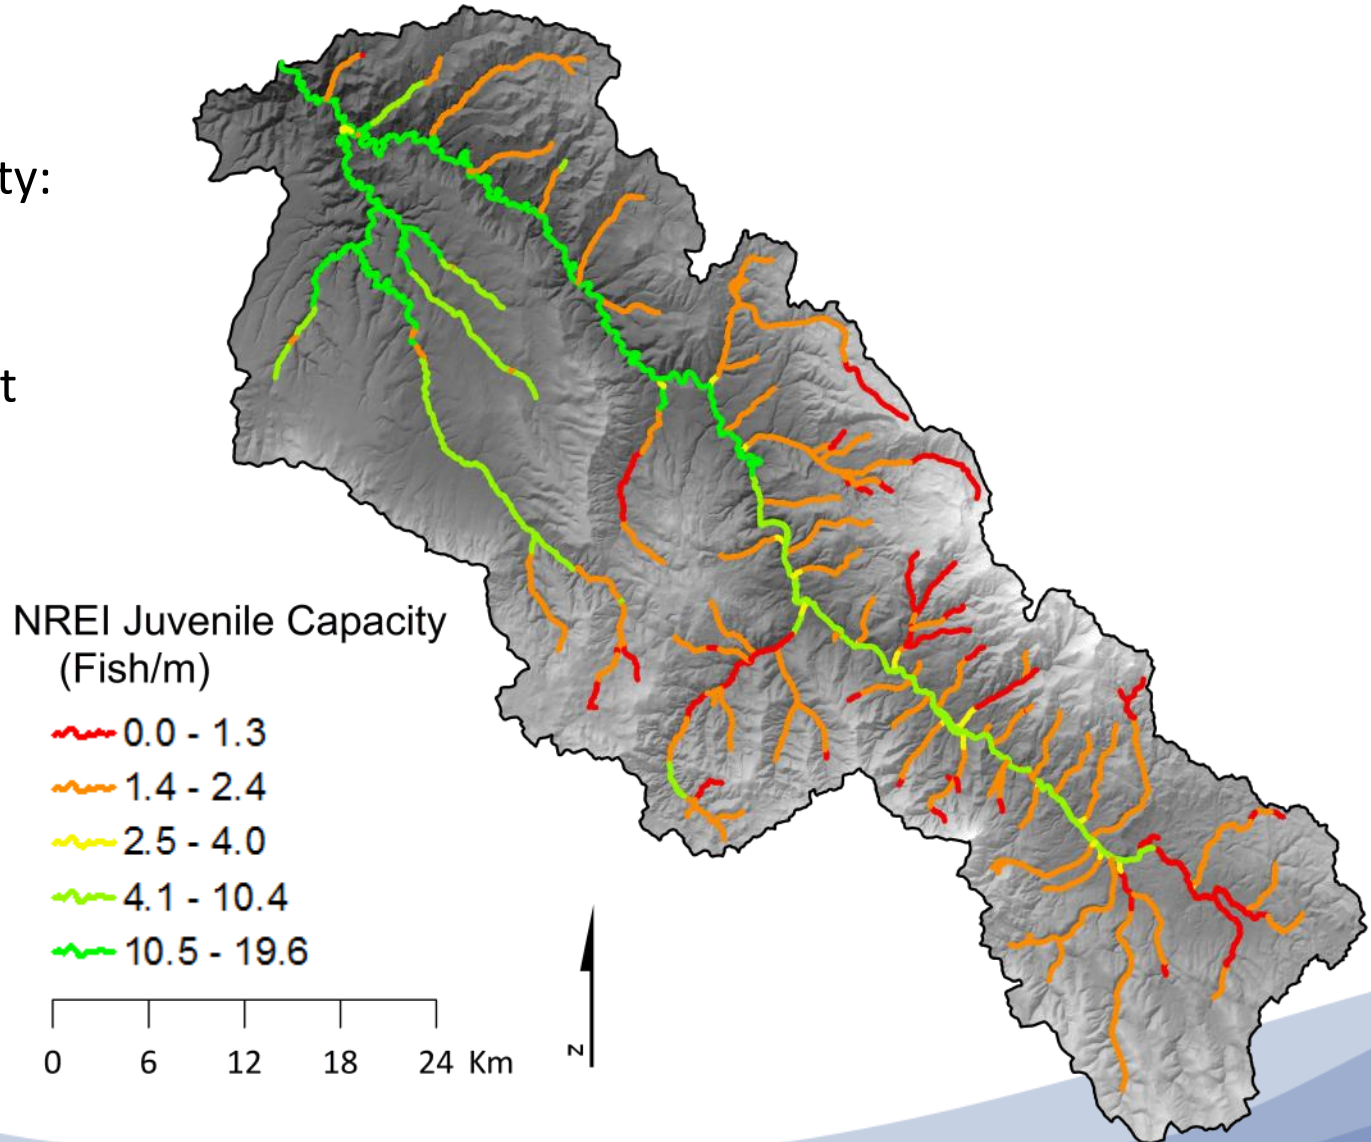 ty:
t
NREI Juvenile Capacity
(Fish/m)
0.0 - 1.3
1.4 - 2.4
2.5 - 4.0
4.1 - 10.4
10.5 - 19.6
0 6 12 18 24 Km
N